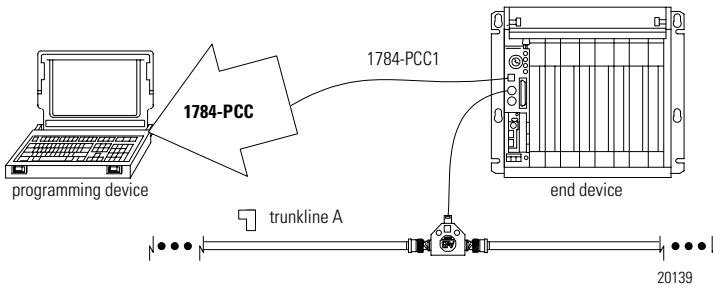 1784-PCC1
1784-PCC
programming device
end device
trunkline A
20139